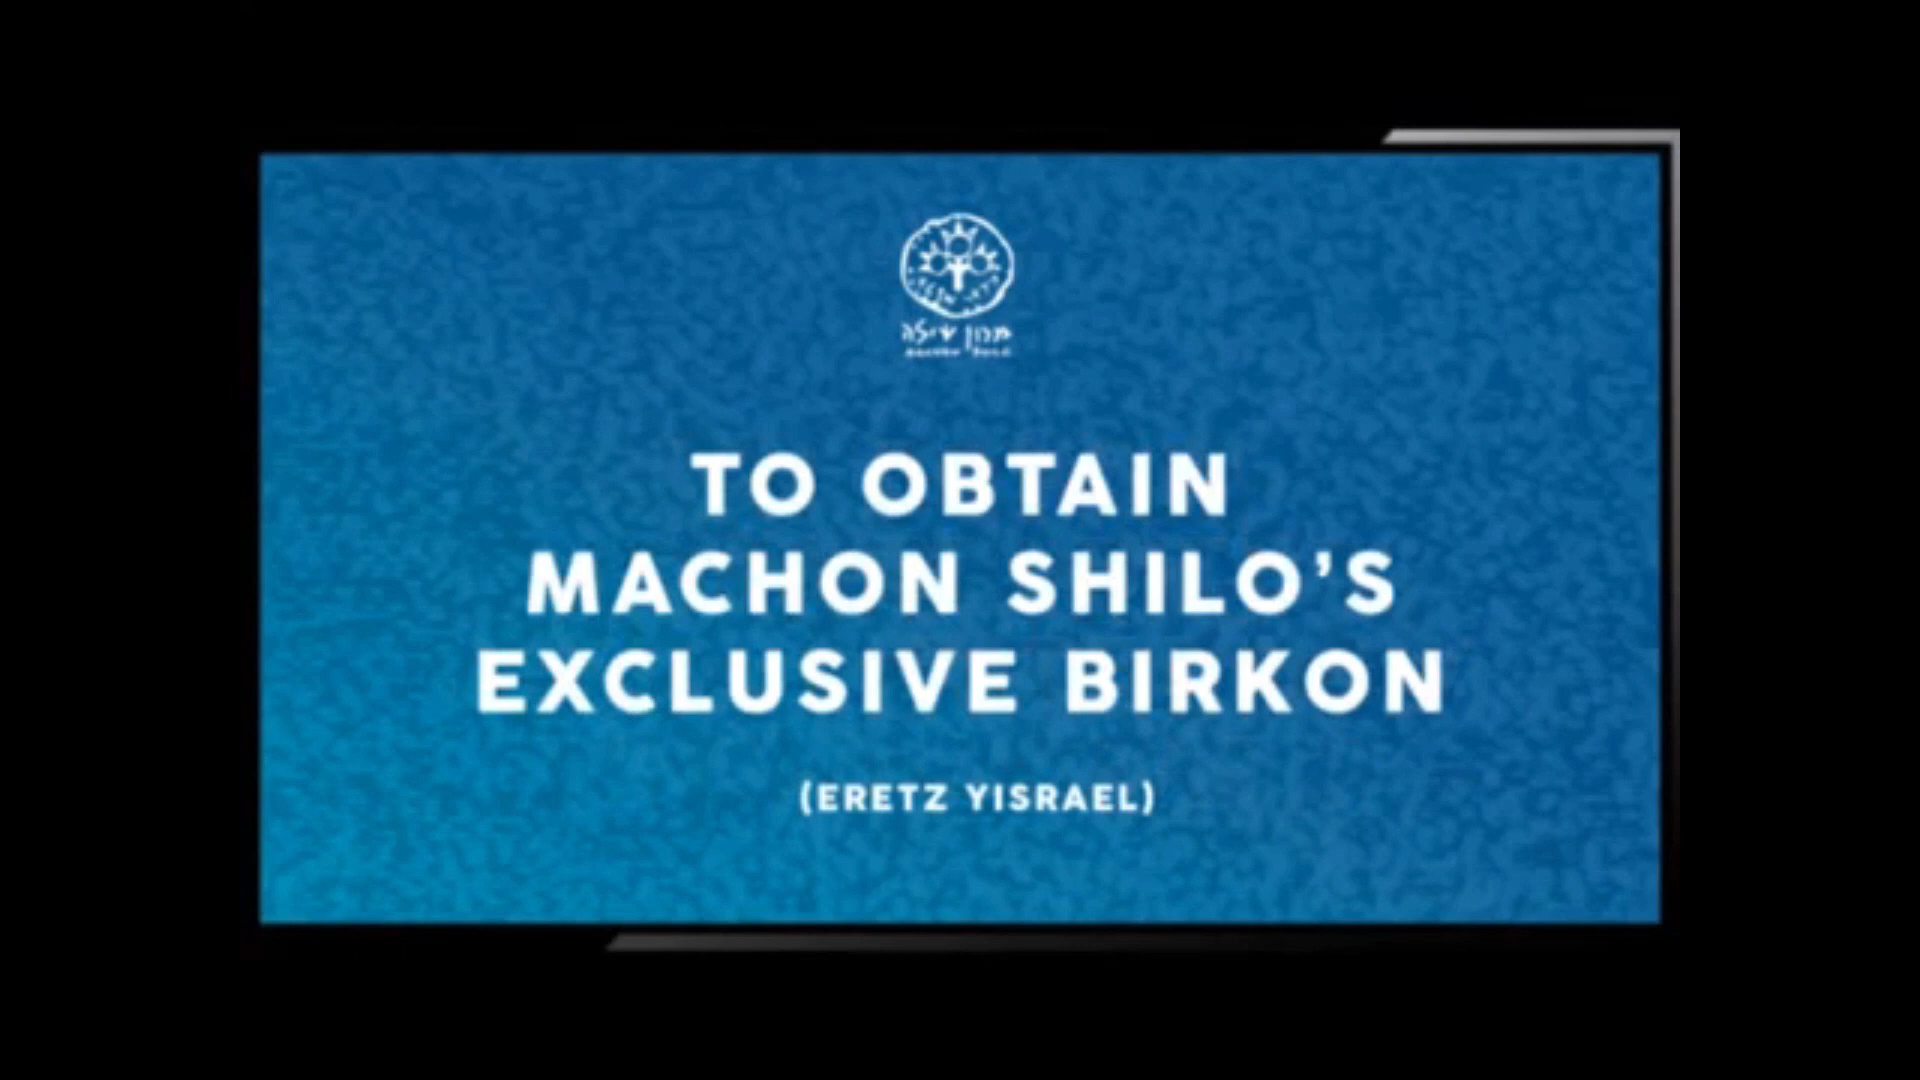 מכון שילה
TO OBTAIN
MACHON SHILO’S
EXCLUSIVE BIRKON
(ERETZ YISRAEL)